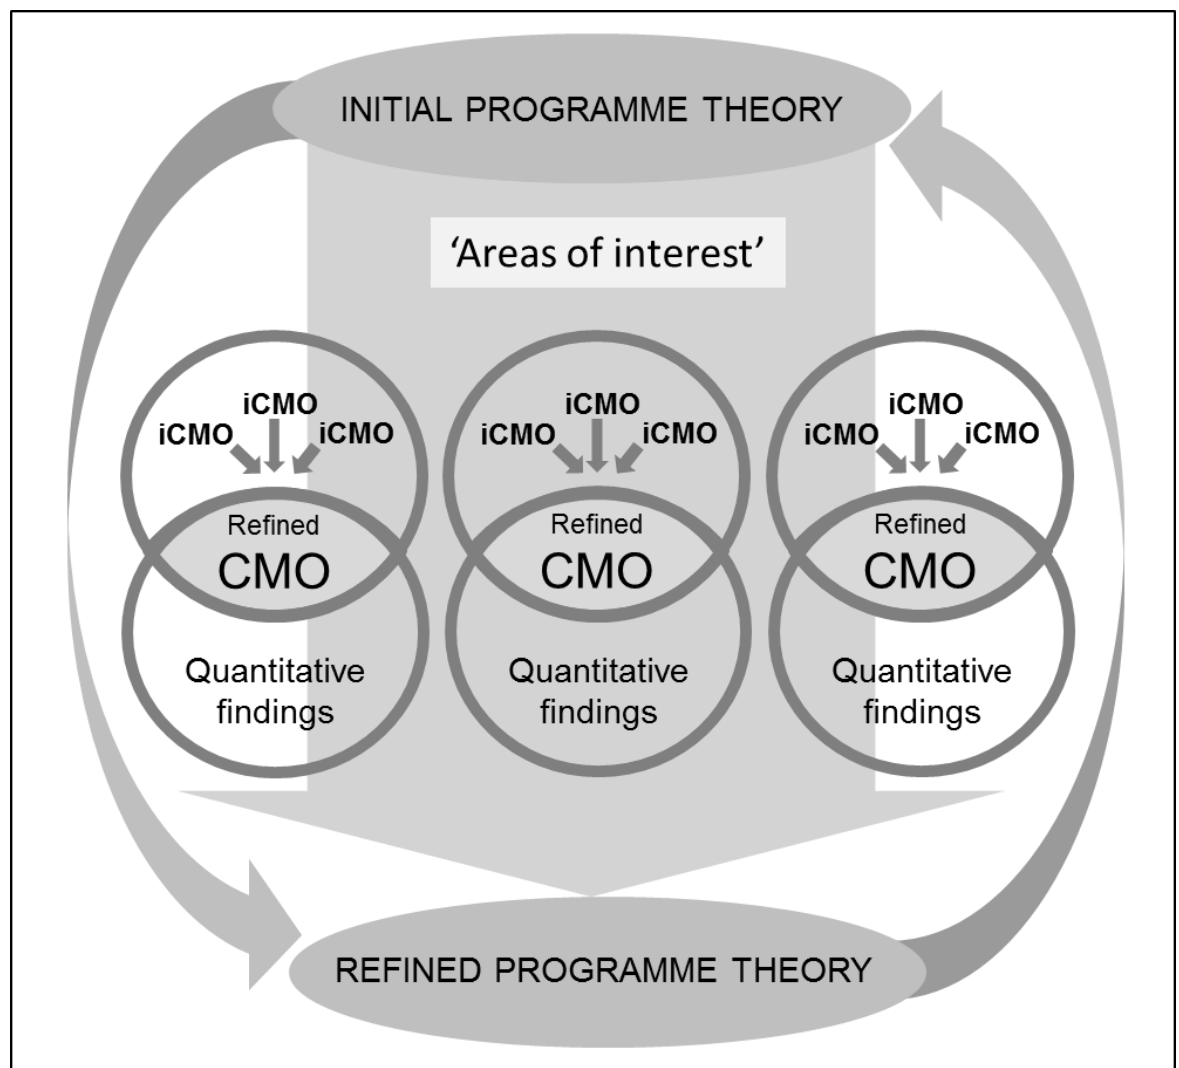 INITIAL PROGRAMME THEORY
‘Areas of interest’
iCMO
iCMO iCMO
Refined
CMO
Quantitative
findings
iCMO
iCMO iCMO
Refined
CMO
Quantitative
findings
iCMO
iCMO iCMO
Refined
CMO
Quantitative
findings
REFINED PROGRAMME THEORY